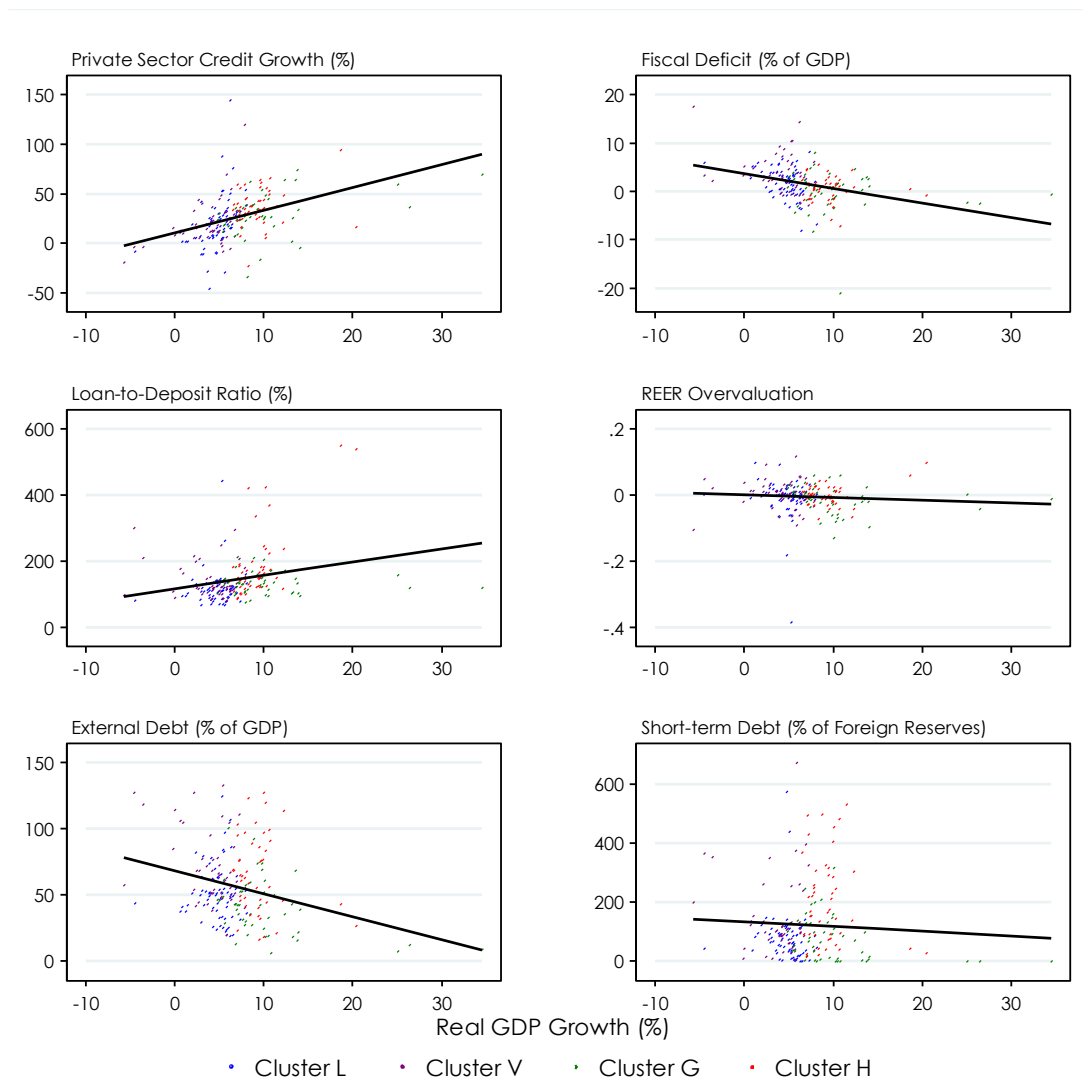 Private Sector Credit Growth (%)
150
100
50
0
-50
-10 0 10 20 30
Fiscal Deficit (% of GDP)
20
10
0
-10
-20
-10 0 10 20 30
Loan-to-Deposit Ratio (%)
600
400
200
0
-10 0 10 20 30
REER Overvaluation
.2
0
-.2
-.4
-10 0 10 20 30
External Debt (% of GDP)
150
100
50
0
-10 0 10 20 30
Short-term Debt (% of Foreign Reserves)
600
400
200
0
-10 0 10 20 30
Real GDP Growth (%)
Cluster L Cluster V Cluster G Cluster H